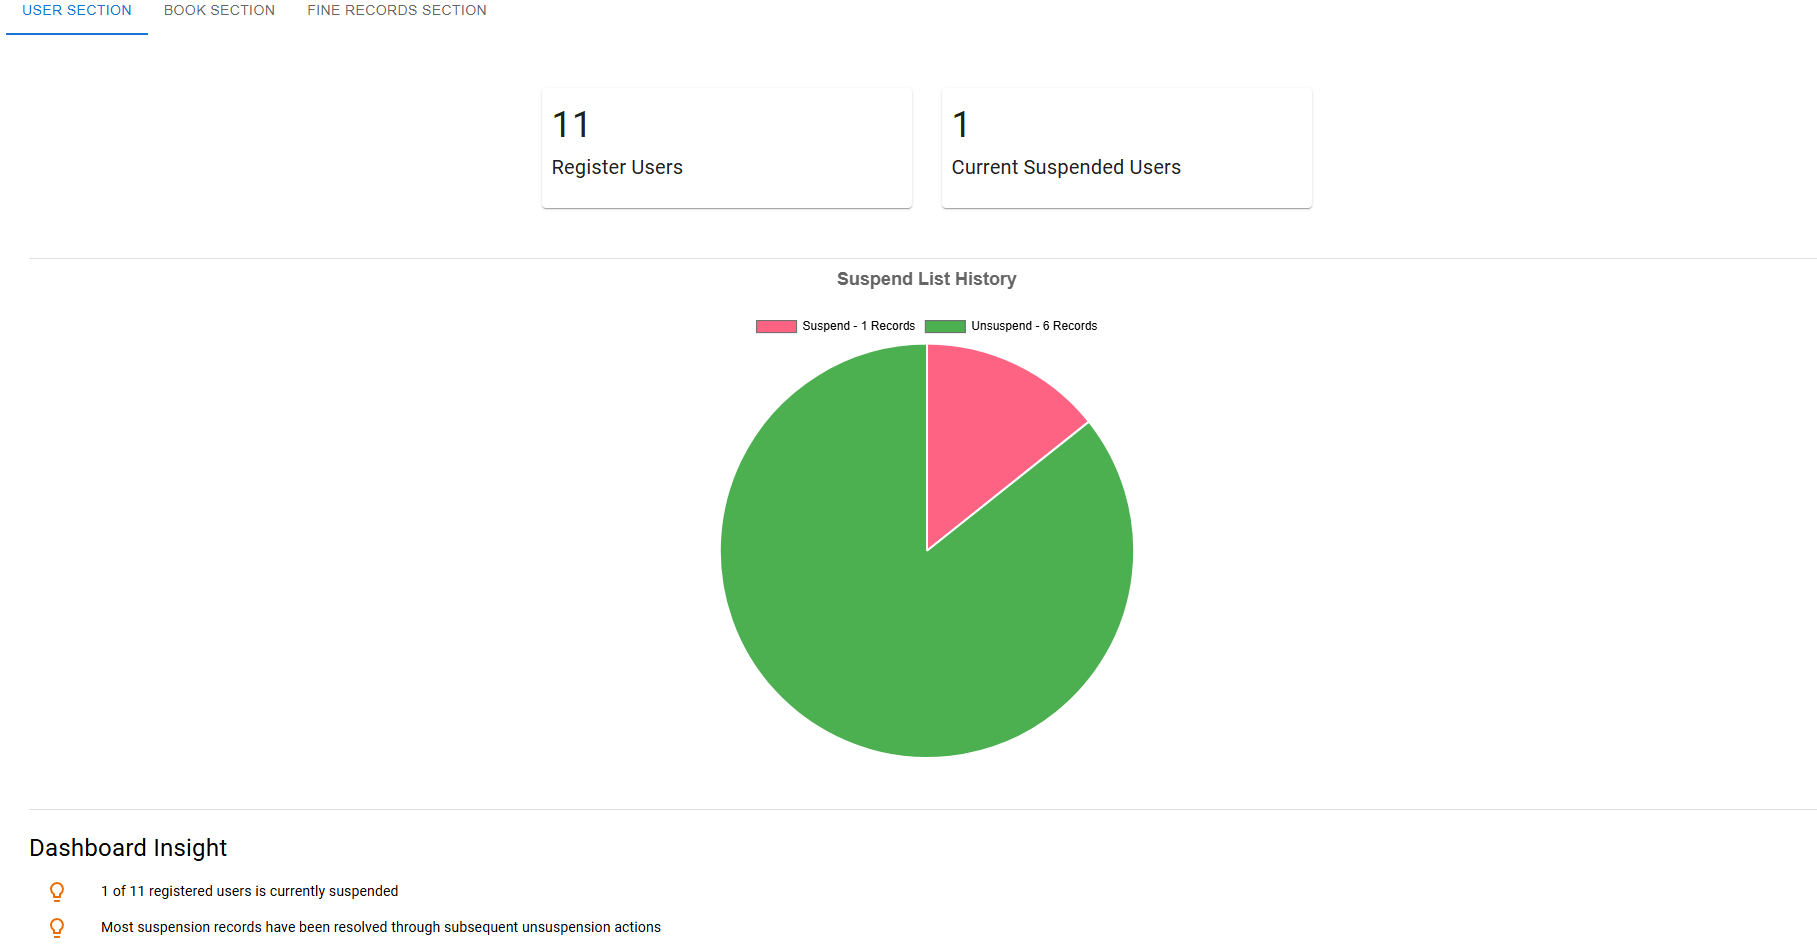 USER SECTION BOOK SECTION FINE RECORDS SECTION
11
Register Users
1
Current Suspended Users
Suspend List History
Suspend - 1 Records Unsuspend - 6 Records
Dashboard Insight
1 of 11 registered users is currently suspended
Most suspension records have been resolved through subsequent unsuspension actions